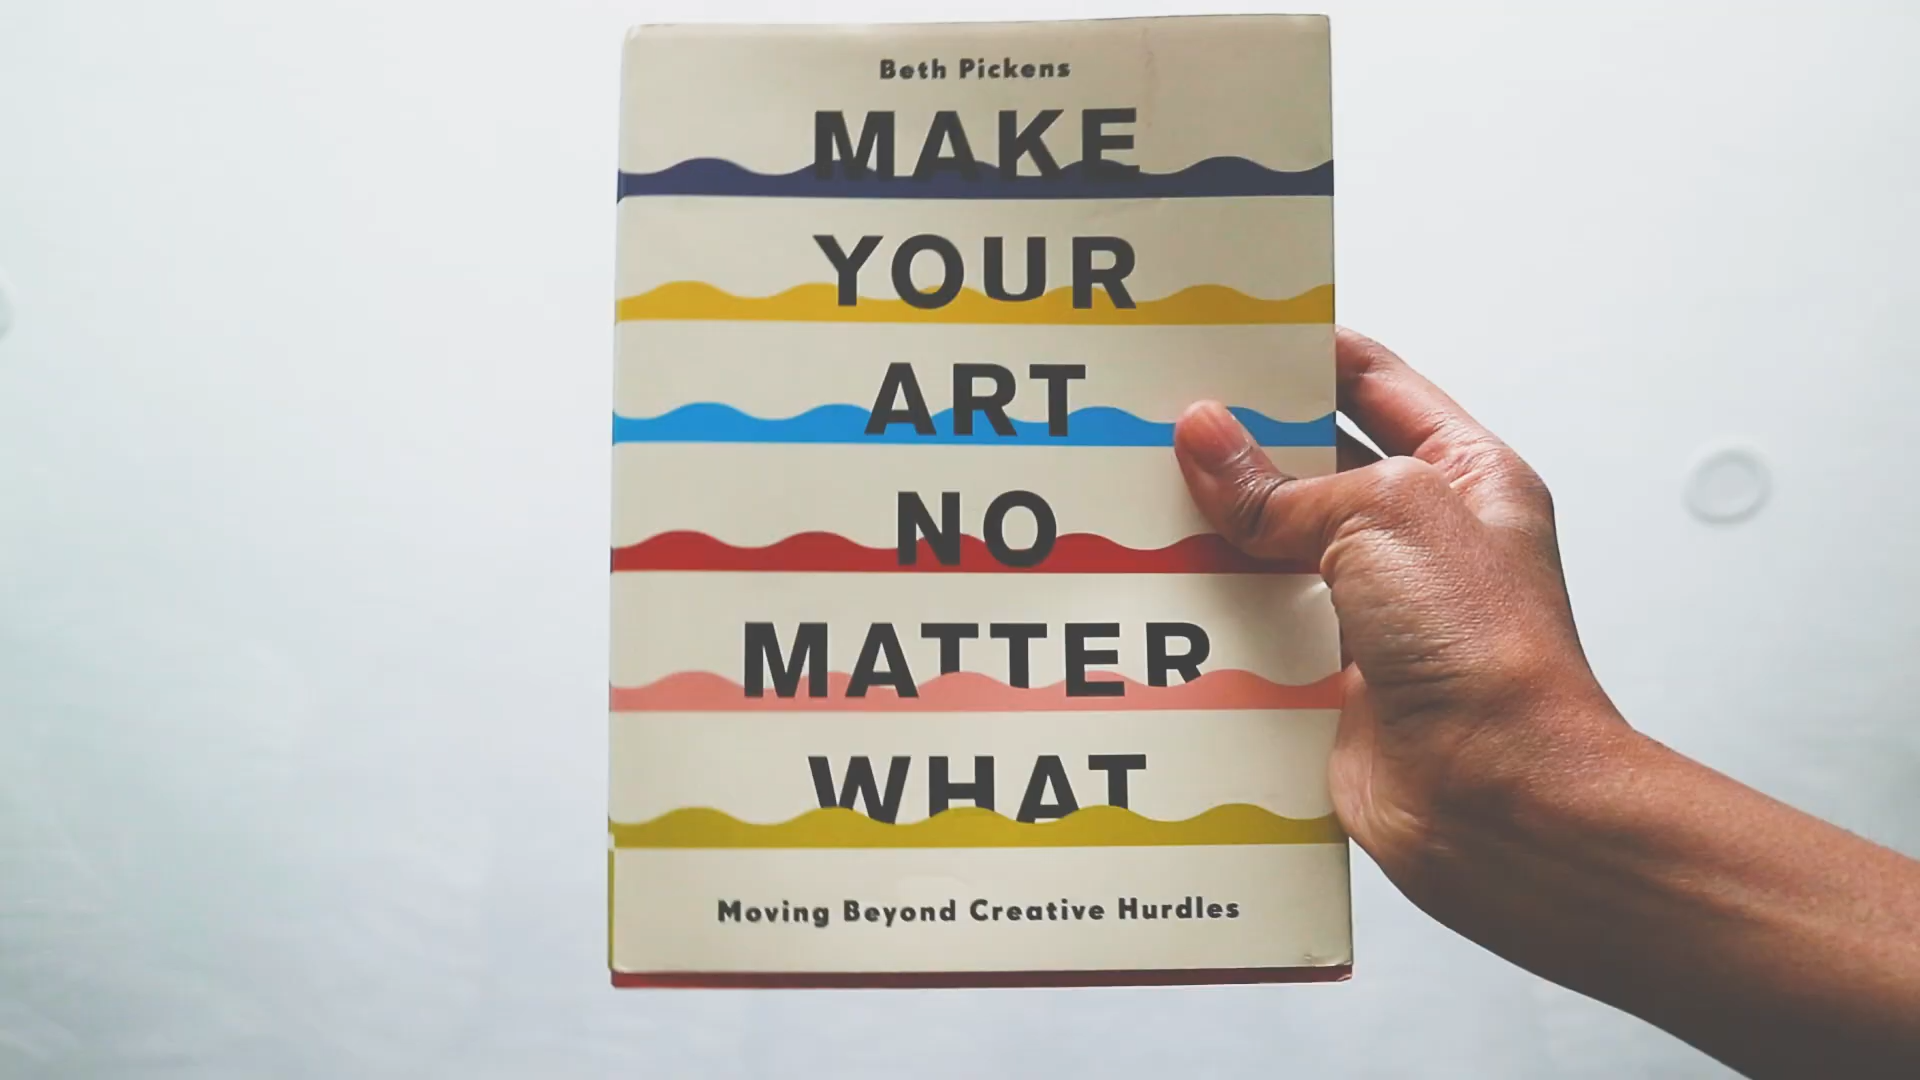 Beth Pickens
MAKE
YOUR
ART
NO
MATTER
WHAT
Moving Beyond Creative Hurdles